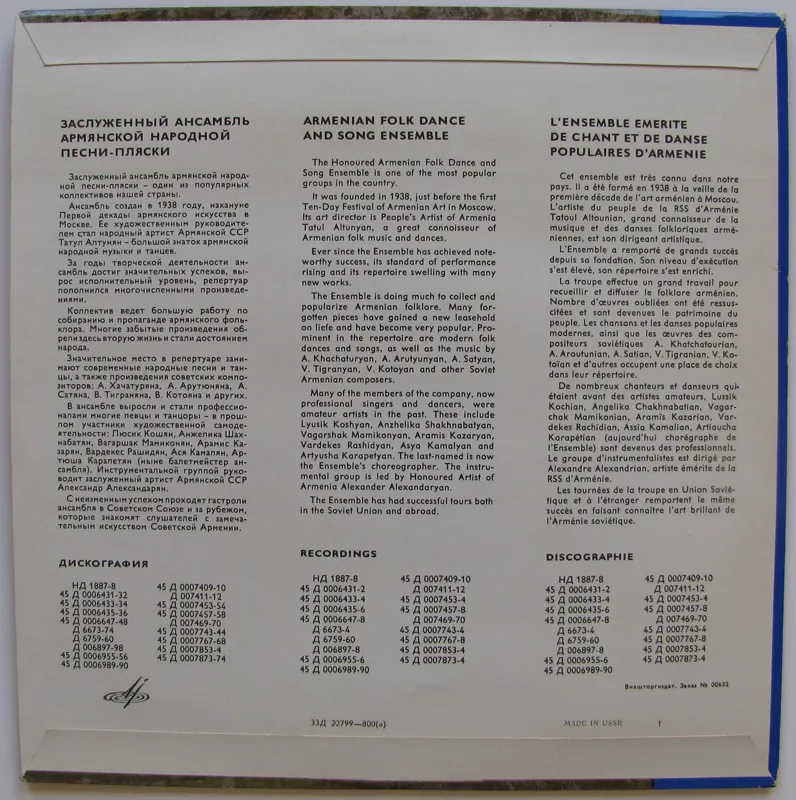 ЗАСЛУЖЕННЫЙ АНСАМБЛЬ
АРМЯНСКОЙ НАРОДНОЙ
ПЕСНИ-ПЛЯСКИ
Заслуженный ансамбль армянской народ-
ной песни-пляски – один из популярных
коллективов нашей страны.
Ансамбль создан в 1938 году, накануне
Первой декады армянского искусства в
Москве. Ее художественным руководите-
лем стал народный артист Армянской ССР
Татул Алтунян – большой знаток армянской
народной музыки и танцев.
За годы творческой деятельности ан-
самбль достиг значительных успехов, вы-
рос исполнительный уровень, репертуар
пополнился многочисленными произведе-
ниями.
Коллектив ведет большую работу по
собиранию и пропаганде армянского фоль-
клора. Многие забытые произведения об-
рели здесь вторую жизнь и стали достоянием
народа.
Значительное место в репертуаре зани-
мают современные народные песни и тан-
цы, а также произведения советских компо-
зиторов: А. Хачатуряна, А. Арутюняна, А.
Сатяна, В. Тиграняна, В. Котояна и других.
В ансамбле выросли и стали профессио-
налами многие певцы и танцоры – в прош-
лом участники художественной самоде-
ятельности: Люсик Кошян, Анжелика Шах-
набатян, Вагаршак Мамиконян, Арамис Ка-
зарян, Вардекес Рашидян, Ася Камалян, Ар-
тюша Карапетян (ныне балетмейстер ан-
самбля). Инструментальной группой руко-
водит заслуженный артист Армянской ССР
Александр Александарян.
С неизменным успехом проходят гастроли
ансамбля в Советском Союзе и за рубежом,
которые знакомят слушателей с замеча-
тельным искусством Советской Армении.
ДИСКОГРАФИЯ
НД 1887-8
45 Д 0006431-32
45 Д 0006433-34
45 Д 0006435-36
45 Д 0006647-48
Д 6673-74
Д 6759-60
Д 006897-98
45 Д 0006955-56
45 Д 0006989-90
45 Д 0007409-10
Д 007411-12
45 Д 0007453-54
45 Д 0007457-58
Д 007469-70
45 Д 0007743-44
45 Д 0007767-68
45 Д 0007853-4
45 Д 0007873-74
ARMENIAN FOLK DANCE
AND SONG ENSEMBLE
The Honoured Armenian Folk Dance and
Song Ensemble is one of the most popular
groups in the country.
It was founded in 1938, just before the first
Ten-Day Festival of Armenian Art in Moscow.
Its art director is People's Artist of Armenia
Tatul Altunyan, a great connoisseur of
Armenian folk music and dances.
Ever since the Ensemble has achieved note-
worthy success, its standard of performance
rising and its repertoire swelling with many
new works.
The Ensemble is doing much to collect and
popularize Armenian folklore. Many for-
gotten pieces have gained a new leasehold
on liefe and have become very popular. Pro-
minent in the repertoire are modern folk
dances and songs, as well as the music by
A. Khachaturyan, A. Arutyunyan, A. Satyan,
V. Tigranyan, V. Kotoyan and other Soviet
Armenian composers.
Many of the members of the company, now
professional singers and dancers, were
amateur artists in the past. These include
Lyusik Koshyan, Anzhelika Shakhnabatyan,
Vagarshak Mamikonyan, Aramis Kazaryan,
Vardekes Rashidyan, Asya Kamalyan and
Artyusha Karapetyan. The last-named is now
the Ensemble's choreographer. The instru-
mental group is led by Honoured Artist of
Armenia Alexander Alexandaryan.
The Ensemble has had successful tours both
in the Soviet Union and abroad.
RECORDINGS
НД 1887-8
45 Д 0006431-2
45 Д 0006433-4
45 Д 0006435-6
45 Д 0006647-8
Д 6673-4
Д 6759-60
Д 006897-8
45 Д 0006955-6
45 Д 0006989-90
45 Д 0007409-10
Д 007411-12
45 Д 0007453-4
45 Д 0007457-8
Д 007469-70
45 Д 0007743-4
45 Д 0007767-8
45 Д 0007853-4
45 Д 0007873-4
L'ENSEMBLE EMERITE
DE CHANT ET DE DANSE
POPULAIRES D'ARMENIE
Cet ensemble est très connu dans notre
pays. Il a été formé en 1938 à la veille de la
première décade de l'art arménien à Moscou.
L'artiste du peuple de la RSS d'Arménie
Tatoul Altounian, grand connaisseur de la
musique et des danses folkloriques armé-
niennes, est son dirigeant artistique.
L'Ensemble a remporté de grands succès
depuis sa fondation. Son niveau d'exécution
s'est élevé, son répertoire s'est enrichi.
La troupe effectue un grand travail pour
recueillir et diffuser le folklore arménien.
Nombre d'œuvres oubliées ont été ressus-
citées et sont devenues le patrimoine du
peuple. Les chansons et les danses populaires
modernes, ainsi que les œuvres des com-
positeurs soviétiques A. Khatchatourian,
A. Aroutunian, A. Satian, V. Tigranian, V. Ko-
toïan et d'autres occupent une place de choix
dans leur répertoire.
De nombreux chanteurs et danseurs qui
étaient avant des artistes amateurs, Lussik
Kochian, Angelika Chakhnabatian, Vagar-
chak Mamikonian, Aramis Kazarian, Var-
dekes Rachidian, Assia Kamalian, Artiaucha
Karapétian (aujourd'hui chorégraphe de
l'Ensemble) sont devenus des professionnels.
Le groupe d'instrumentalistes est dirigé par
Alexandre Alexandrian, artiste émérite de la
RSS d'Arménie.
Les tournées de la troupe en Union Sovié-
tique et à l'étranger remportent le même
succès en faisant connaître l'art brillant de
l'Arménie soviétique.
DISCOGRAPHIE
НД 1887-8
45 Д 0006431-2
45 Д 0006433-4
45 Д 0006435-6
45 Д 0006647-8
Д 6673-4
Д 6759-60
Д 006897-8
45 Д 0006955-6
45 Д 0006989-90
45 Д 0007409-10
Д 007411-12
45 Д 0007453-4
45 Д 0007457-8
Д 007469-70
45 Д 0007743-4
45 Д 0007767-8
45 Д 0007853-4
45 Д 0007873-4
Внешторгиздат. Заказ № 00632
33Д 22799—800(а)
MADE IN USSR
1